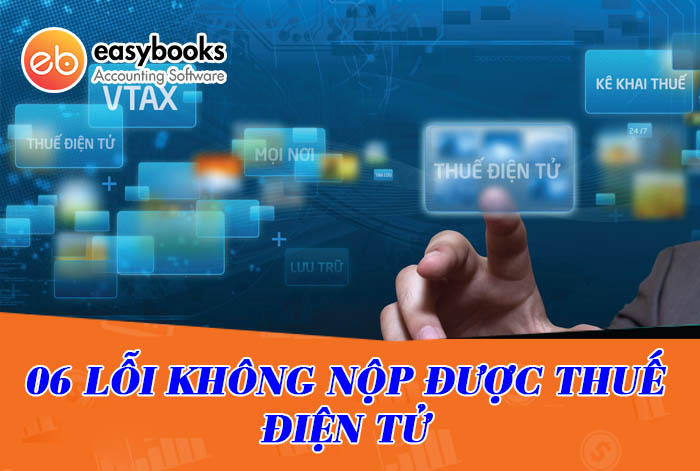 eb easybooks
Accounting Software
VTAX
KÊ KHAI THUẾ
24/7
THUẾ ĐIỆN TỬ
MỌI NƠI
THUẾ ĐIỆN TỬ
LƯU TRỮ
06 LỖI KHÔNG NỘP ĐƯỢC THUẾ
ĐIỆN TỬ